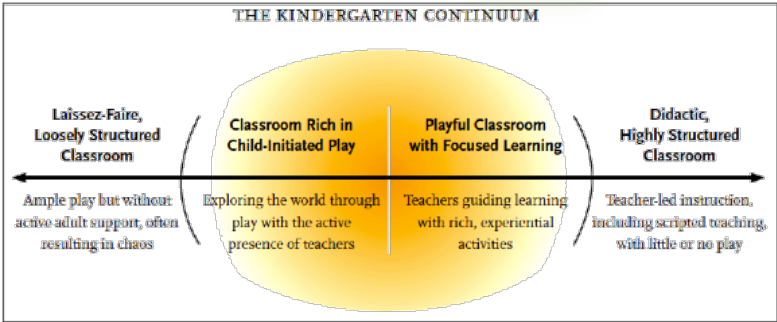 THE KINDERGARTEN CONTINUUM
Laissez-Faire,
Loosely Structured
Classroom
Ample play but without
active adult support, often
resulting in chaos
Classroom Rich in
Child-Initiated Play
Exploring the world through
play with the active
presence of teachers
Playful Classroom
with Focused Learning
Teachers guiding learning
with rich, experiential
activities
Didactic,
Highly Structured
Classroom
Teacher-led instruction,
including scripted teaching,
with little or no play